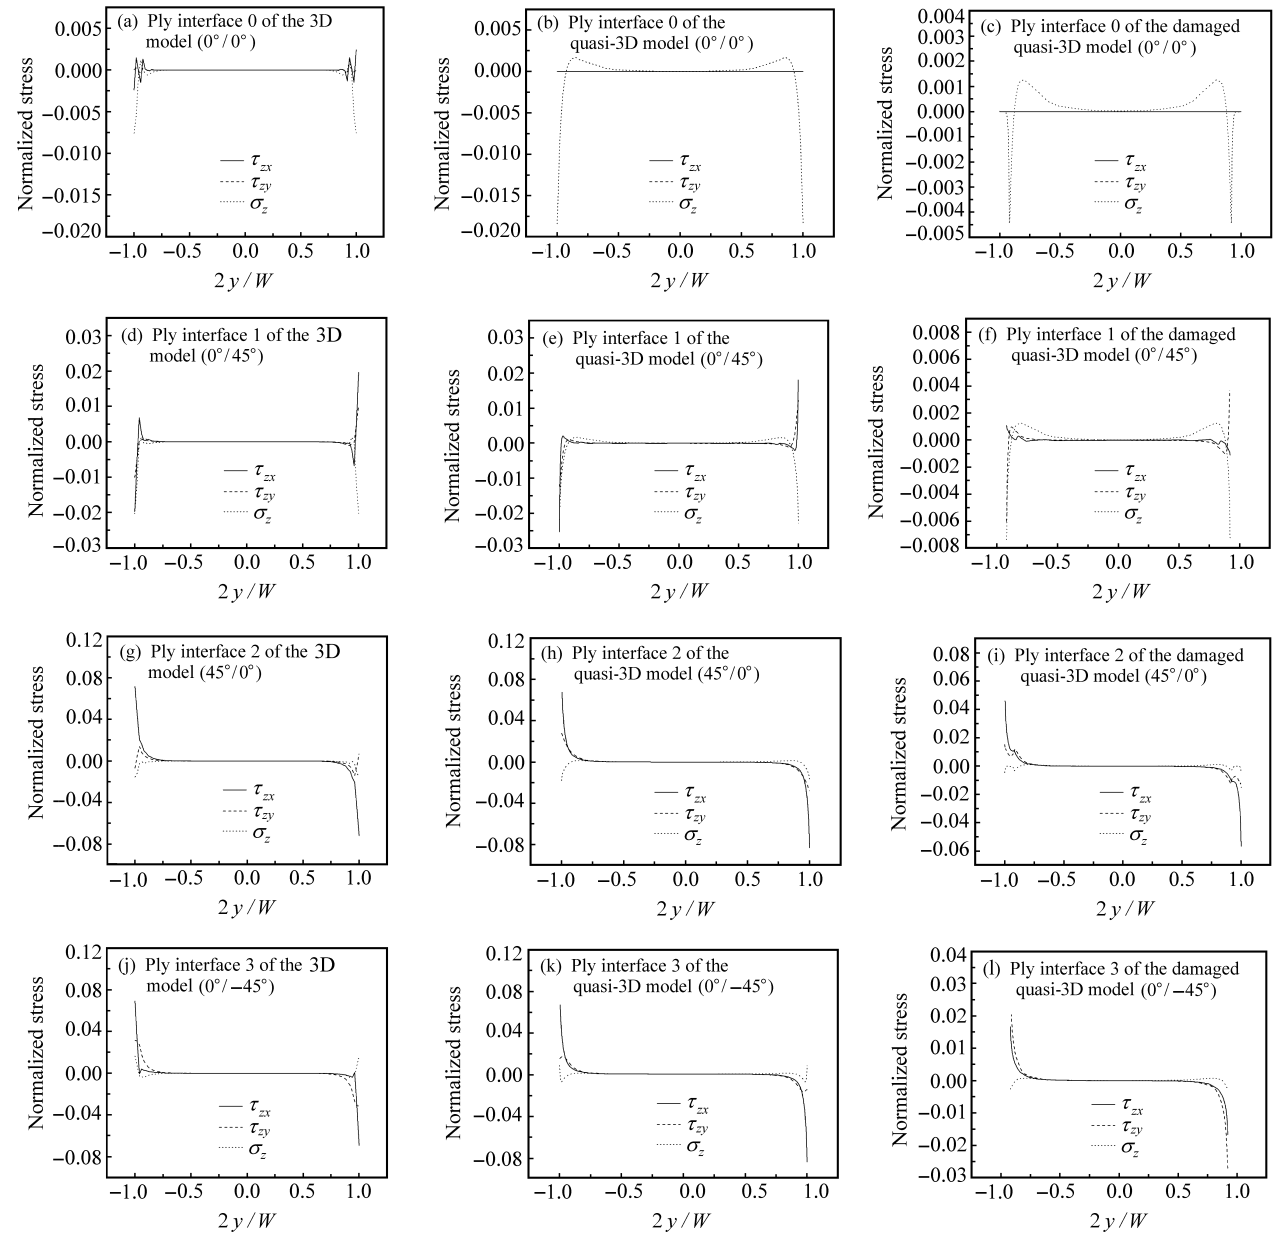 (a) Ply interface 0 of the 3D
model (0°/0°)
0.005
0.000
−0.005
−0.010
−0.015
−0.020
Normalized stress
τzx
τzy
σz
−1.0 −0.5 0.0 0.5 1.0
2 y / W
(b) Ply interface 0 of the
quasi-3D model (0°/0°)
0.005
0.000
−0.005
−0.010
−0.015
−0.020
Normalized stress
τzx
τzy
σz
−1.0 −0.5 0.0 0.5 1.0
2 y / W
(c) Ply interface 0 of the damaged
quasi-3D model (0°/0°)
0.004
0.003
0.002
0.001
0.000
−0.001
−0.002
−0.003
−0.004
−0.005
Normalized stress
τzx
τzy
σz
−1.0 −0.5 0.0 0.5 1.0
2 y / W
(d) Ply interface 1 of the 3D
model (0°/45°)
0.03
0.02
0.01
0.00
−0.01
−0.02
−0.03
Normalized stress
τzx
τzy
σz
−1.0 −0.5 0.0 0.5 1.0
2 y / W
(e) Ply interface 1 of the
quasi-3D model (0°/45°)
0.03
0.02
0.01
0.00
−0.01
−0.02
−0.03
Normalized stress
τzx
τzy
σz
−1.0 −0.5 0.0 0.5 1.0
2 y / W
(f) Ply interface 1 of the damaged
quasi-3D model (0°/45°)
0.008
0.006
0.004
0.002
0.000
−0.002
−0.004
−0.006
−0.008
Normalized stress
τzx
τzy
σz
−1.0 −0.5 0.0 0.5 1.0
2 y / W
(g) Ply interface 2 of the 3D
model (45°/0°)
0.12
0.08
0.04
0.00
−0.04
−0.08
Normalized stress
τzx
τzy
σz
−1.0 −0.5 0.0 0.5 1.0
2 y / W
(h) Ply interface 2 of the
quasi-3D model (45°/0°)
0.12
0.08
0.04
0.00
−0.04
−0.08
Normalized stress
τzx
τzy
σz
−1.0 −0.5 0.0 0.5 1.0
2 y / W
(i) Ply interface 2 of the damaged
quasi-3D model (45°/0°)
0.08
0.06
0.04
0.02
0.00
−0.02
−0.04
−0.06
Normalized stress
τzx
τzy
σz
−1.0 −0.5 0.0 0.5 1.0
2 y / W
(j) Ply interface 3 of the 3D
model (0°/−45°)
0.12
0.08
0.04
0.00
−0.04
−0.08
Normalized stress
τzx
τzy
σz
−1.0 −0.5 0.0 0.5 1.0
2 y / W
(k) Ply interface 3 of the
quasi-3D model (0°/−45°)
0.12
0.08
0.04
0.00
−0.04
−0.08
Normalized stress
τzx
τzy
σz
−1.0 −0.5 0.0 0.5 1.0
2 y / W
(l) Ply interface 3 of the damaged
quasi-3D model (0°/−45°)
0.04
0.03
0.02
0.01
0.00
−0.01
−0.02
−0.03
Normalized stress
τzx
τzy
σz
−1.0 −0.5 0.0 0.5 1.0
2 y / W